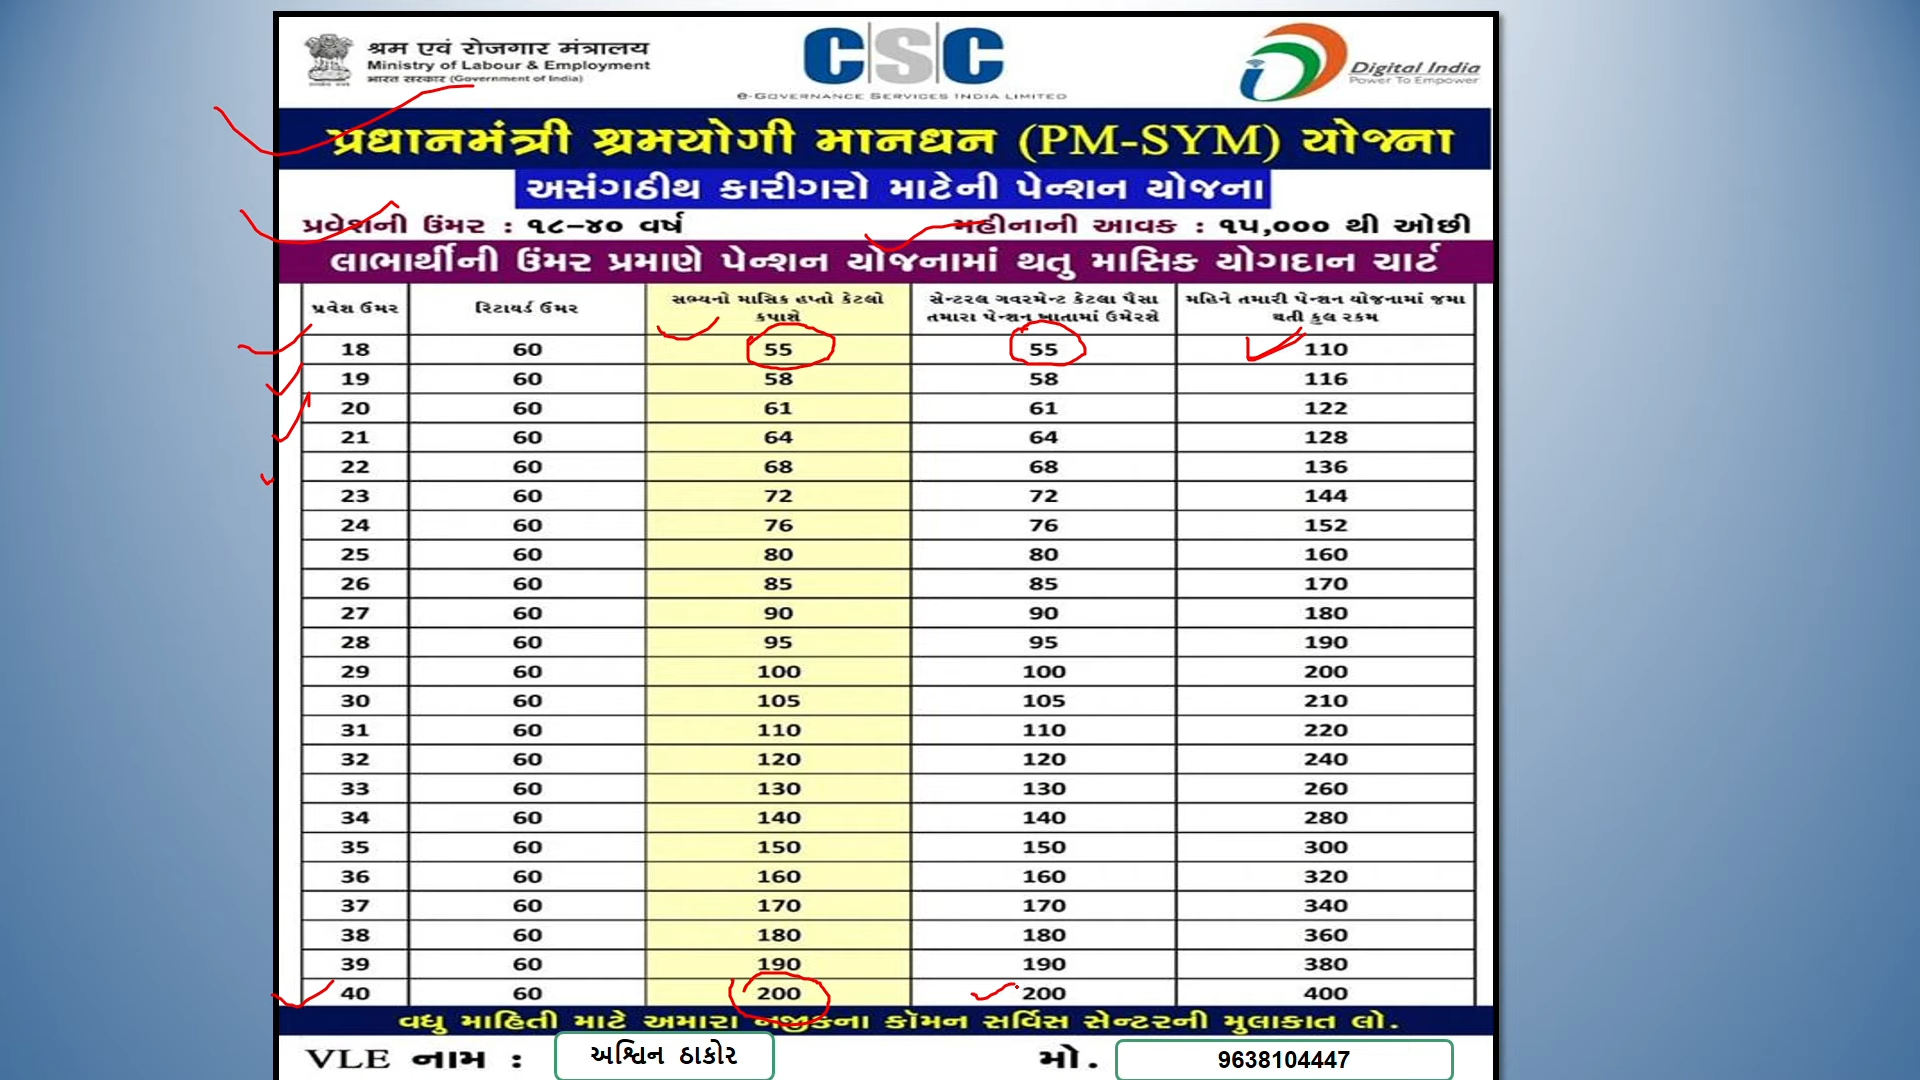 श्रम एवं रोजगार मंत्रालय
Ministry of Labour & Employment
भारत सरकार (Government of India)
CSC
e-Governance Services India Limited
Digital India
Power To Empower
પ્રધાનમંત્રી શ્રમયોગી માનધન (PM-SYM) યોજના
અસંગઠીથ કારીગરો માટેની પેન્શન યોજના
પ્રવેશની ઉંમર : ૧૮-૪૦ વર્ષ મહીનાની આવક : ૧૫,૦૦૦ થી ઓછી
લાભાર્થીની ઉંમર પ્રમાણે પેન્શન યોજનામાં થતુ માસિક યોગદાન ચાર્ટ
પ્રવેશ ઉમર રિટાયર્ડ ઉમર સભ્યનો માસિક હપ્તો કેટલો કપાશે સેન્ટરલ ગવરમેન્ટ કેટલા પૈસા તમારા પેન્શન ખાતામાં ઉમેરશે મહિને તમારી પેન્શન યોજનામાં જમા થતી કુલ રકમ
18 60 55 55 110
19 60 58 58 116
20 60 61 61 122
21 60 64 64 128
22 60 68 68 136
23 60 72 72 144
24 60 76 76 152
25 60 80 80 160
26 60 85 85 170
27 60 90 90 180
28 60 95 95 190
29 60 100 100 200
30 60 105 105 210
31 60 110 110 220
32 60 120 120 240
33 60 130 130 260
34 60 140 140 280
35 60 150 150 300
36 60 160 160 320
37 60 170 170 340
38 60 180 180 360
39 60 190 190 380
40 60 200 200 400
વધુ માહિતી માટે અમારા નજીકના કૉમન સર્વિસ સેન્ટરની મુલાકાત લો.
VLE નામ : અશ્વિન ઠાકોર મો. 9638104447